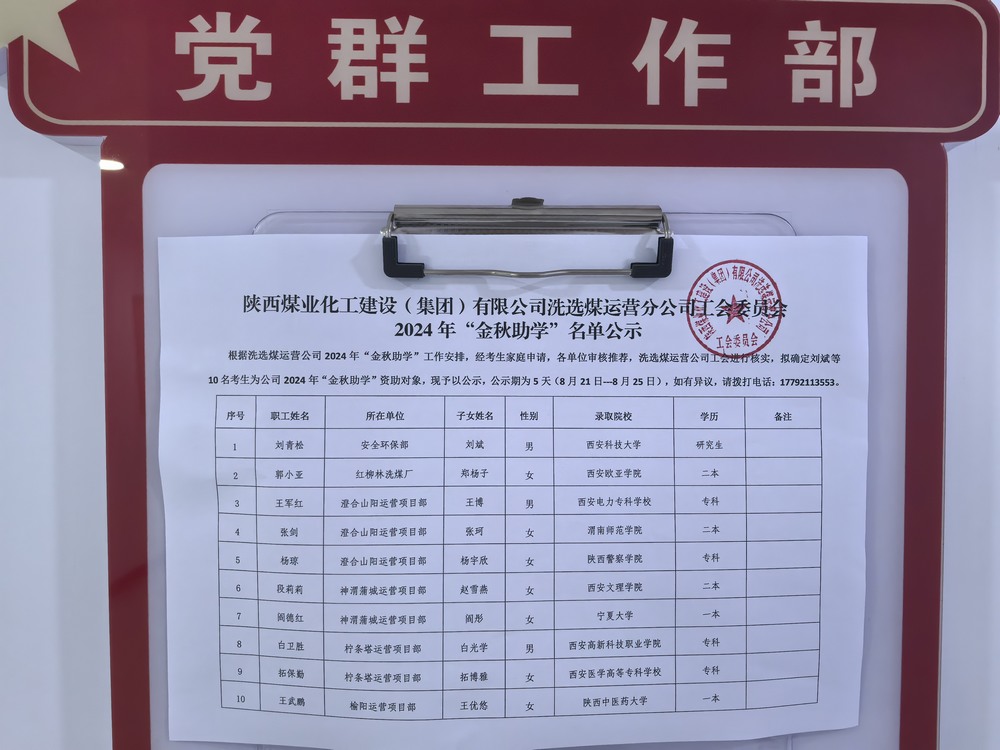 党群工作部
陕西煤业化工建设（集团）有限公司洗选煤运营分公司工会委员会
2024 年“金秋助学”名单公示
根据洗选煤运营公司 2024 年“金秋助学”工作安排，经考生家庭申请，各单位审核推荐，洗选煤运营公司工会进行核实，拟确定刘斌等
10 名考生为公司 2024 年“金秋助学”资助对象，现予以公示，公示期为 5 天（8 月 21 日---8 月 25 日），如有异议，请拨打电话：17792113553。
序号 职工姓名 所在单位 子女姓名 性别 录取院校 学历 备注
1 刘青松 安全环保部 刘斌 男 西安科技大学 研究生
2 郭小亚 红柳林洗煤厂 郑杨子 女 西安欧亚学院 二本
3 王军红 澄合山阳运营项目部 王博 男 西安电力专科学校 专科
4 张剑 澄合山阳运营项目部 张珂 女 渭南师范学院 二本
5 杨琼 澄合山阳运营项目部 杨宇欣 女 陕西警察学院 专科
6 段莉莉 神渭蒲城运营项目部 赵雪燕 女 西安文理学院 二本
7 阎德红 神渭蒲城运营项目部 阎彤 女 宁夏大学 一本
8 白卫胜 柠条塔运营项目部 白光学 男 西安高新科技职业学院 专科
9 拓保勤 柠条塔运营项目部 拓博雅 女 西安医学高等专科学校 专科
10 王武鹏 榆阳运营项目部 王优悠 女 陕西中医药大学 一本
工会委员会